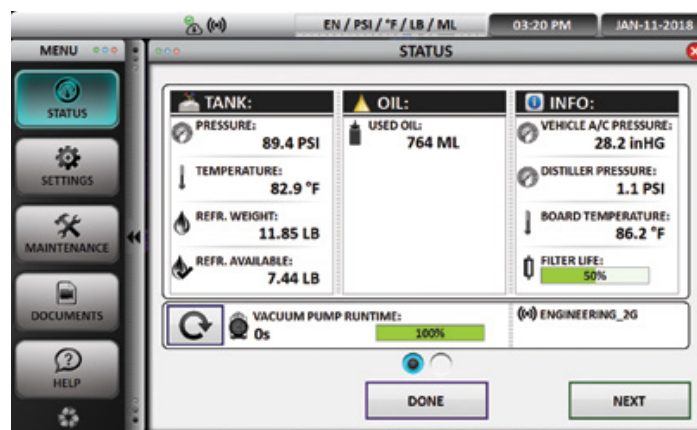 EN / PSI / °F / LB / ML
03:20 PM
JAN-11-2018
MENU
STATUS
STATUS
SETTINGS
MAINTENANCE
DOCUMENTS
HELP
TANK:
PRESSURE:
89.4 PSI
TEMPERATURE:
82.9 °F
REFR. WEIGHT:
11.85 LB
REFR. AVAILABLE:
7.44 LB
OIL:
USED OIL:
764 ML
INFO:
VEHICLE A/C PRESSURE:
28.2 inHG
DISTILLER PRESSURE:
1.1 PSI
BOARD TEMPERATURE:
86.2 °F
FILTER LIFE:
50%
VACUUM PUMP RUNTIME:
0s
100%
ENGINEERING_2G
DONE
NEXT